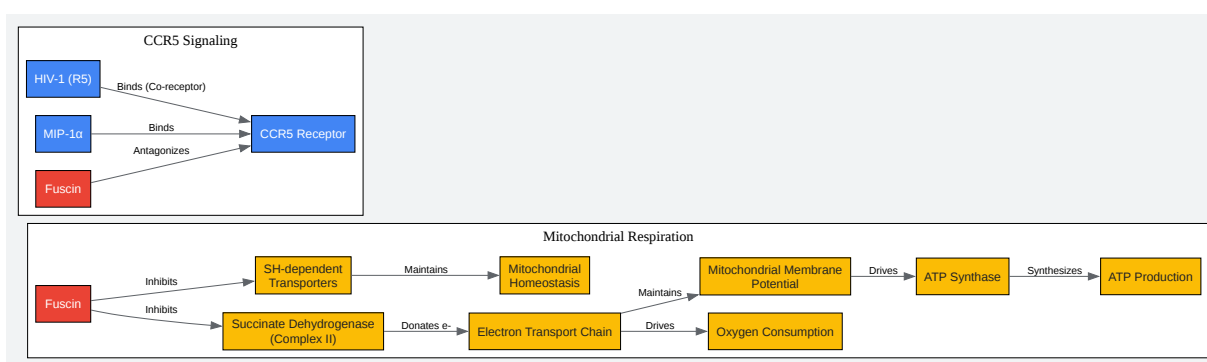 CCR5 Signaling
HIV-1 (R5)
Binds (Co-receptor)
MIP-1α
Binds
CCR5 Receptor
Antagonizes
Fuscin
Mitochondrial Respiration
Fuscin
Inhibits
SH-dependent
Transporters
Maintains
Mitochondrial
Homeostasis
Inhibits
Succinate Dehydrogenase
(Complex II)
Donates e-
Electron Transport Chain
Maintains
Mitochondrial Membrane
Potential
Drives
ATP Synthase
Synthesizes
ATP Production
Drives
Oxygen Consumption